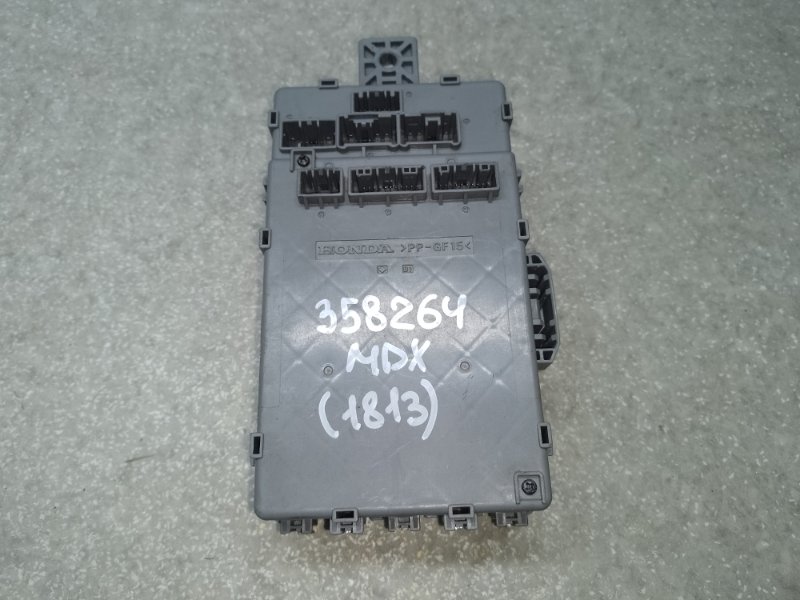 HONDA >PP-GF15<
358264
MDX
(1813)